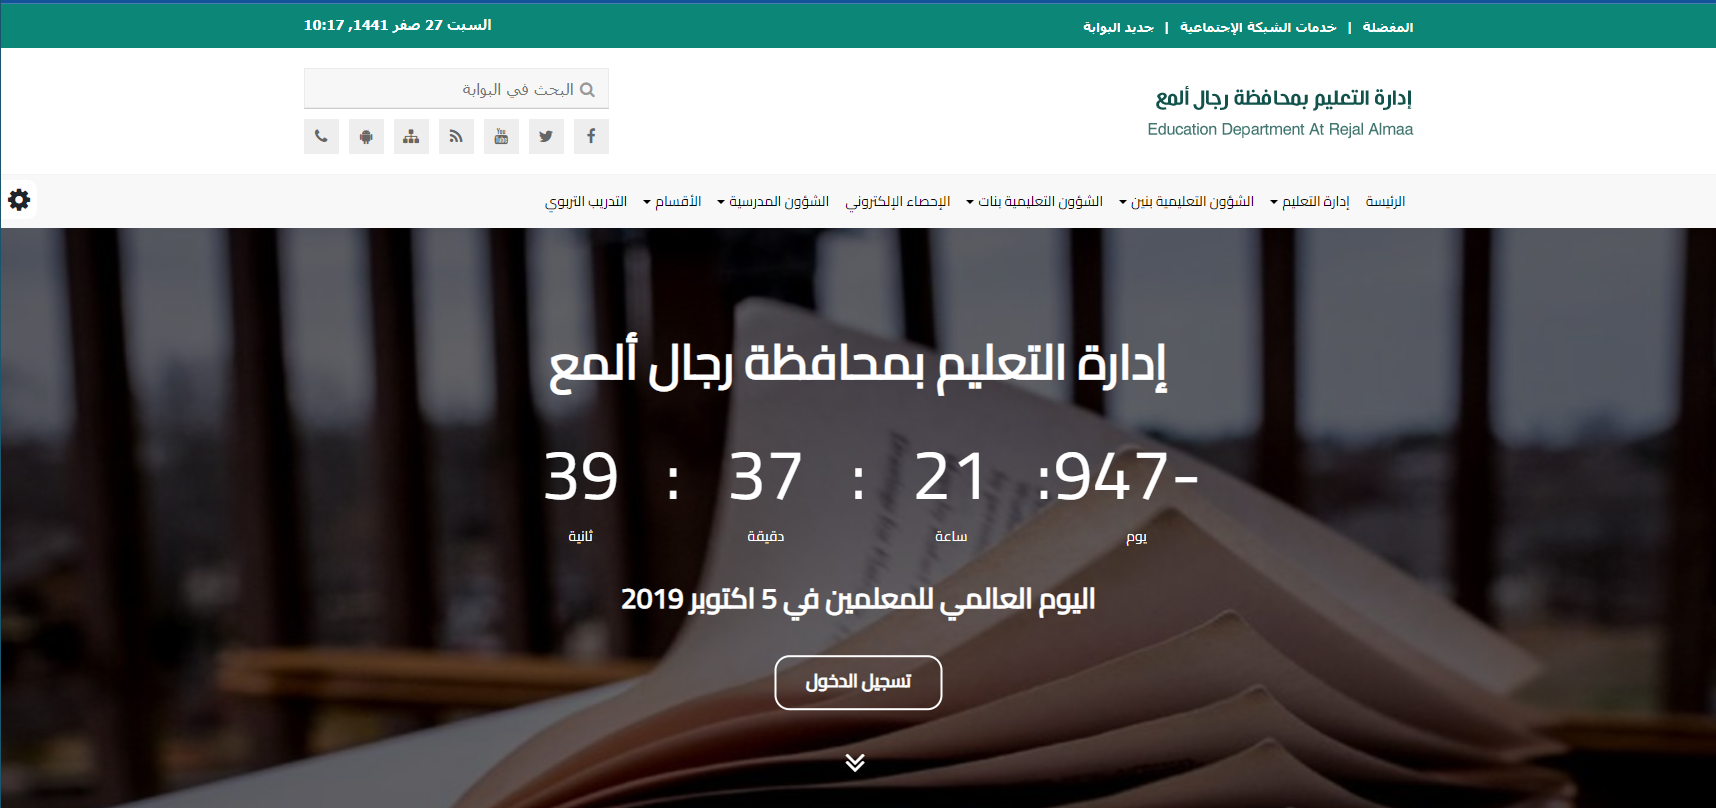 المفضلة | خدمات الشبكة الإجتماعية | جديد البوابة
السبت 27 صفر 1441, 10:17
إدارة التعليم بمحافظة رجال ألمع
Education Department At Rejal Almaa
البحث في البوابة
You Tube
الرئيسة إدارة التعليم الشؤون التعليمية بنين الشؤون التعليمية بنات الإحصاء الإلكتروني الشؤون المدرسية الأقسام التدريب التربوي
إدارة التعليم بمحافظة رجال ألمع
-947: 21 : 37 : 39
يوم ساعة دقيقة ثانية
اليوم العالمي للمعلمين في 5 اكتوبر 2019
تسجيل الدخول